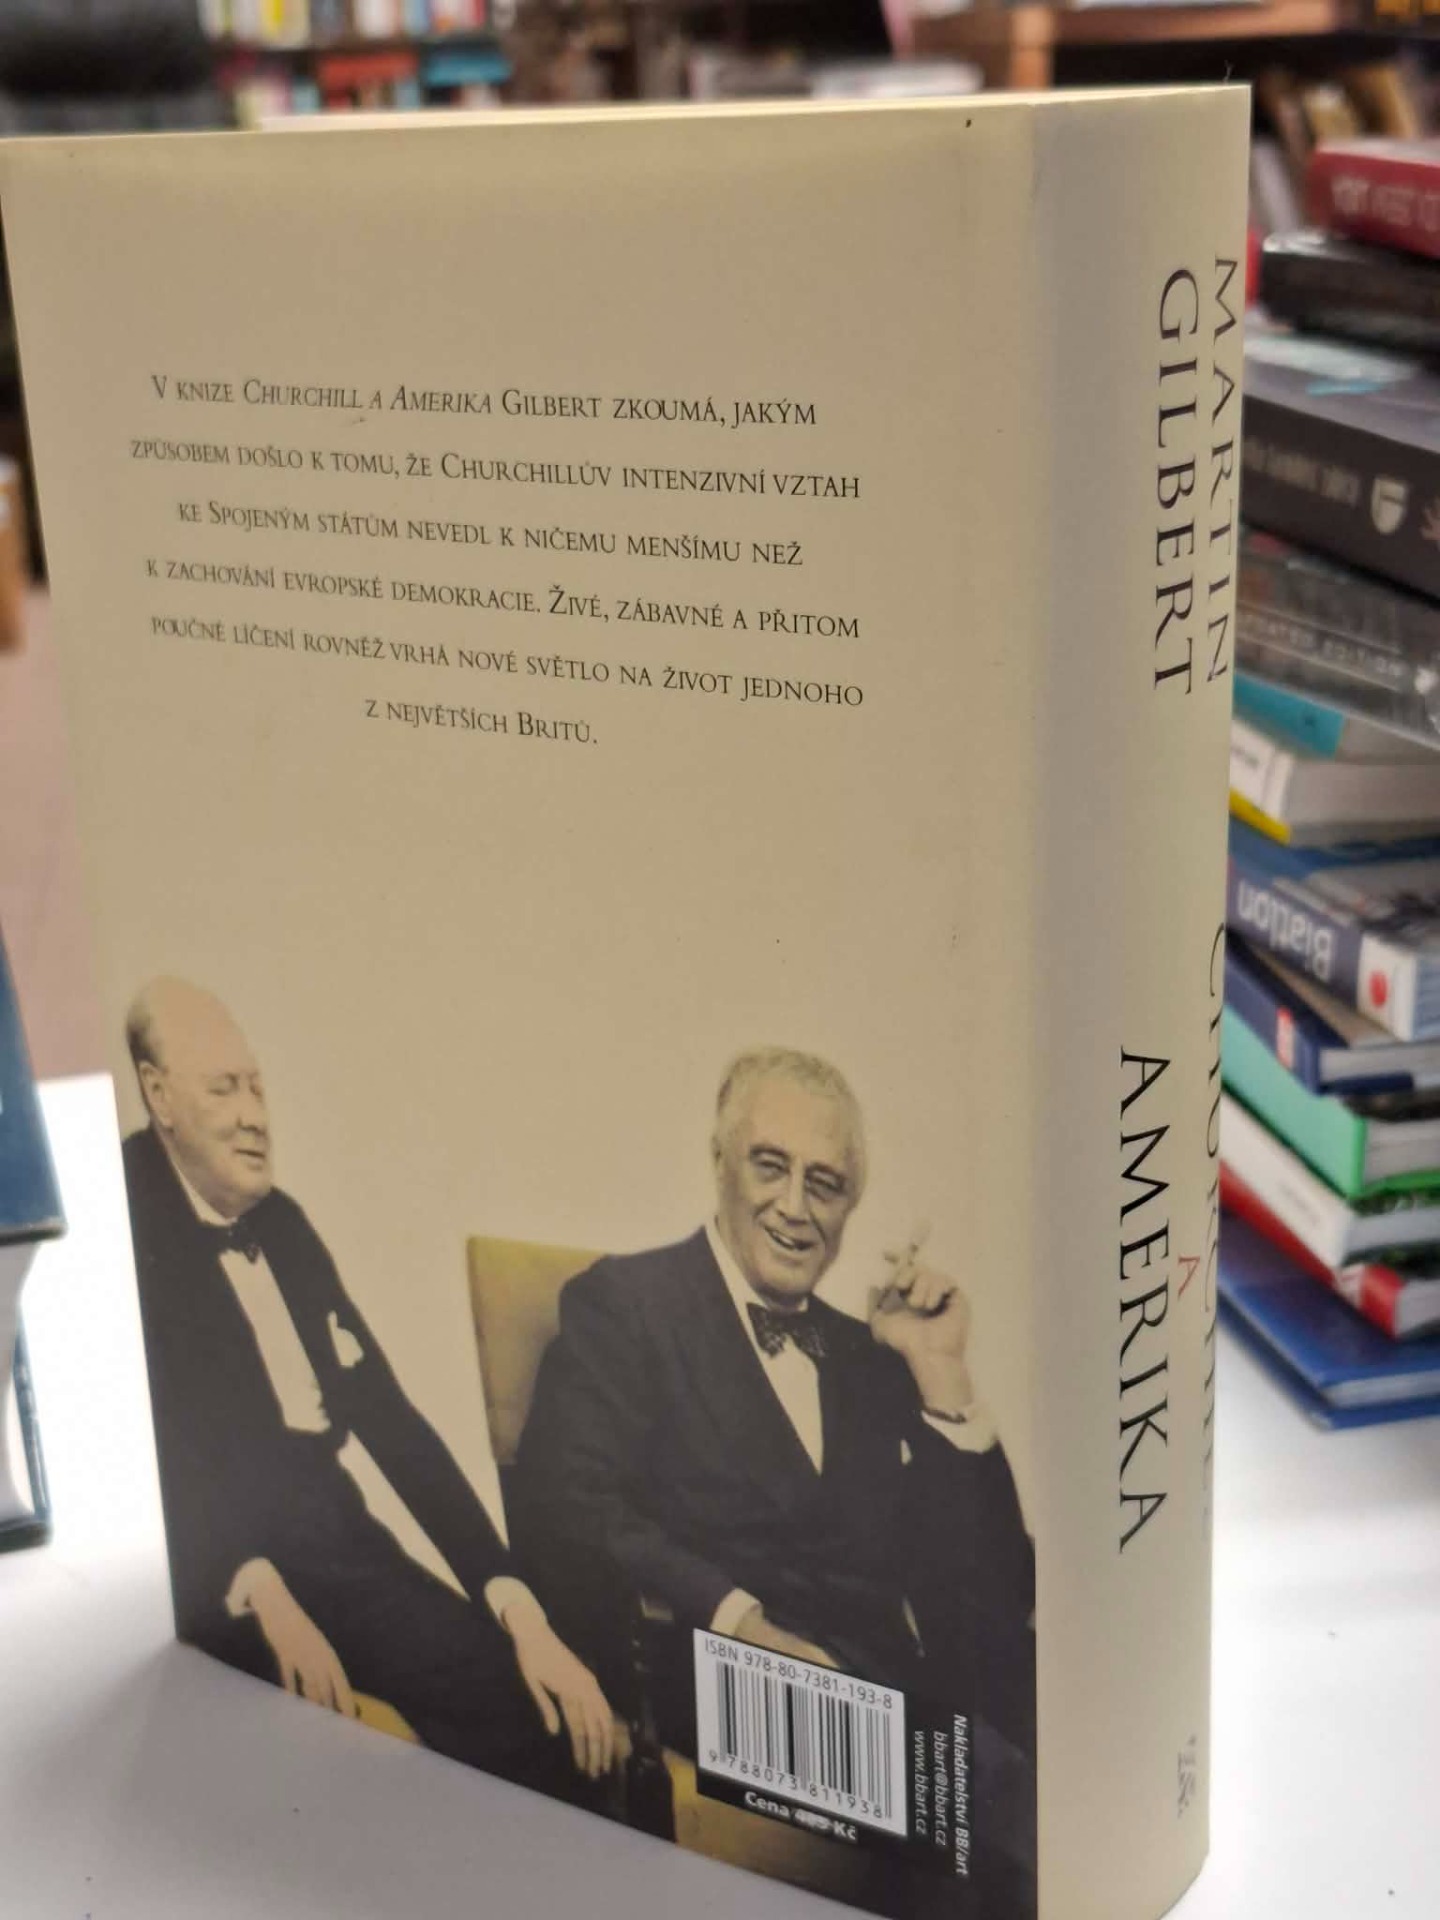 V KNIZE CHURCHILL A AMERIKA GILBERT ZKOUMÁ, JAKÝM
ZPŮSOBEM DOŠLO K TOMU, ŽE CHURCHILLŮV INTENZIVNÍ VZTAH
KE SPOJENÝM STÁTŮM NEVEDL K NIČEMU MENŠÍMU NEŽ
K ZACHOVÁNÍ EVROPSKÉ DEMOKRACIE. ŽIVÉ, ZÁBAVNÉ A PŘITOM
POUČNÉ LÍČENÍ ROVNĚŽ VRHÁ NOVÉ SVĚTLO NA ŽIVOT JEDNOHO
Z NEJVĚTŠÍCH BRITŮ.
ISBN 978-80-7381-193-8
9 788073 811938
Cena Kč
Nakladatelství BB/art
bbart@bbart.cz
www.bbart.cz
MARTIN
GILBERT
CHURCHILL
A
AMERIKA
Biatlon